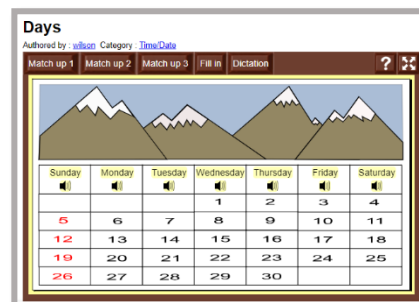 Days
Authored by : wilson Category : Time/Date
Match up 1 Match up 2 Match up 3 Fill in Dictation ?
Sunday Monday Tuesday Wednesday Thursday Friday Saturday
1 2 3 4
5 6 7 8 9 10 11
12 13 14 15 16 17 18
19 20 21 22 23 24 25
26 27 28 29 30